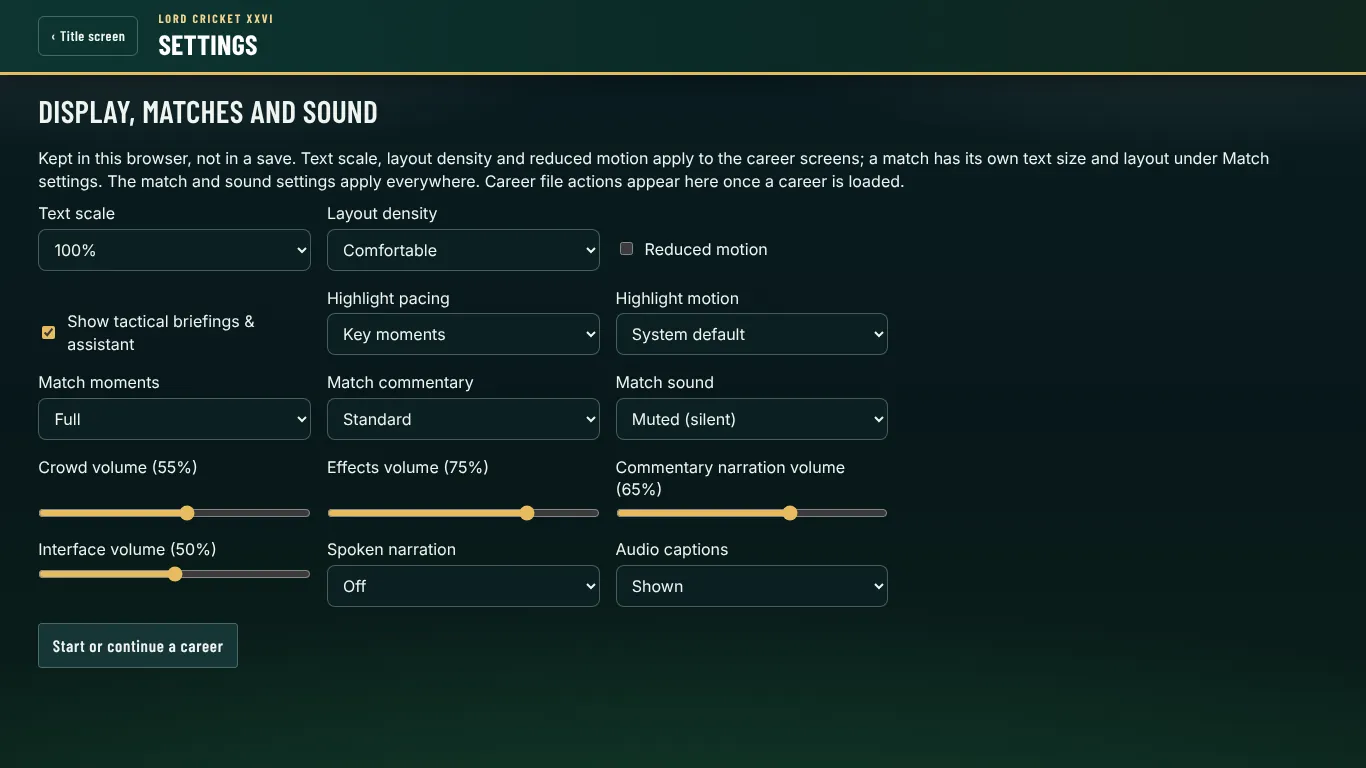 ‹ Title screen
LORD CRICKET XXVI
SETTINGS
DISPLAY, MATCHES AND SOUND
Kept in this browser, not in a save. Text scale, layout density and reduced motion apply to the career screens; a match has its own text size and layout under Match
settings. The match and sound settings apply everywhere. Career file actions appear here once a career is loaded.
Text scale
Layout density
100%
Comfortable
Reduced motion
Show tactical briefings &
assistant
Highlight pacing
Highlight motion
Key moments
System default
Match moments
Match commentary
Match sound
Full
Standard
Muted (silent)
Crowd volume (55%)
Effects volume (75%)
Commentary narration volume
(65%)
Interface volume (50%)
Spoken narration
Audio captions
Off
Shown
Start or continue a career